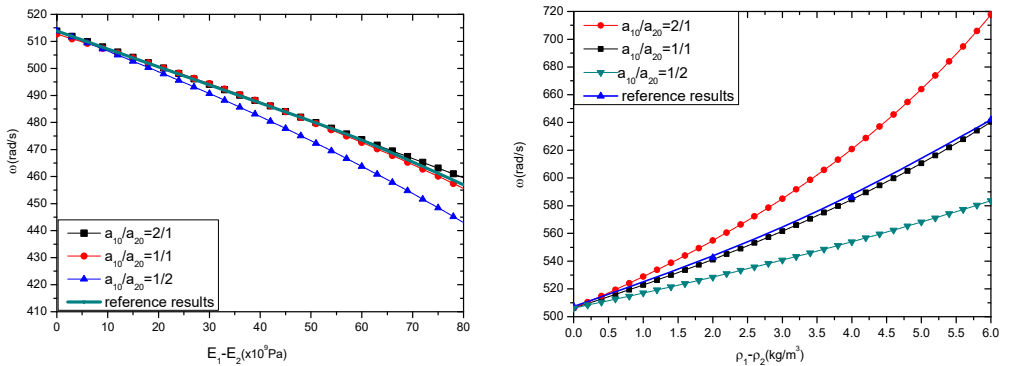 520
510
500
490
480
470
460
450
440
430
420
410
ω(rad/s)
a10/a20=2/1
a10/a20=1/1
a10/a20=1/2
reference results
0 10 20 30 40 50 60 70 80
E1-E2(x10^9Pa)
720
700
680
660
640
620
600
580
560
540
520
500
ω(rad/s)
a10/a20=2/1
a10/a20=1/1
a10/a20=1/2
reference results
0.0 0.5 1.0 1.5 2.0 2.5 3.0 3.5 4.0 4.5 5.0 5.5 6.0
ρ1-ρ2(kg/m^3)